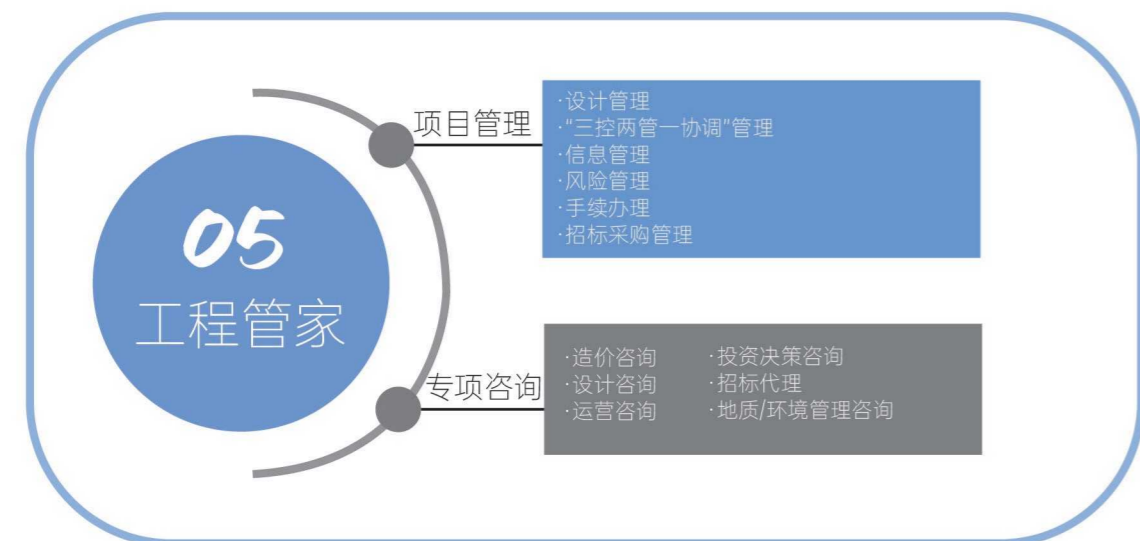 05
工程管家
项目管理
·设计管理
·“三控两管一协调”管理
·信息管理
·风险管理
·手续办理
·招标采购管理
专项咨询
·造价咨询 ·投资决策咨询
·设计咨询 ·招标代理
·运营咨询 ·地质/环境管理咨询